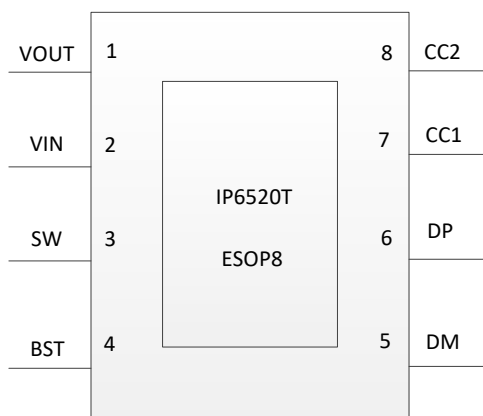 VOUT 1 8 CC2
VIN 2 7 CC1
IP6520T
SW 3 6 DP
ESOP8
BST 4 5 DM